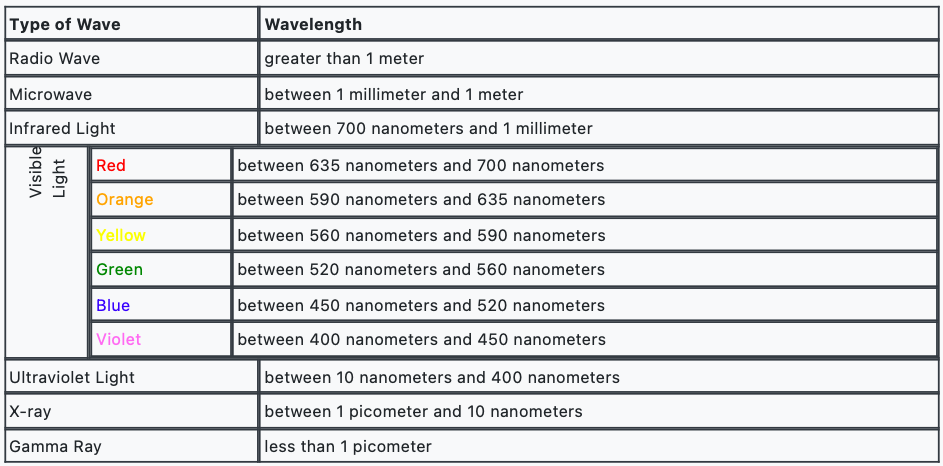 Type of Wave Wavelength
Radio Wave greater than 1 meter
Microwave between 1 millimeter and 1 meter
Infrared Light between 700 nanometers and 1 millimeter
Visible
Light
Red between 635 nanometers and 700 nanometers
Orange between 590 nanometers and 635 nanometers
Yellow between 560 nanometers and 590 nanometers
Green between 520 nanometers and 560 nanometers
Blue between 450 nanometers and 520 nanometers
Violet between 400 nanometers and 450 nanometers
Ultraviolet Light between 10 nanometers and 400 nanometers
X-ray between 1 picometer and 10 nanometers
Gamma Ray less than 1 picometer